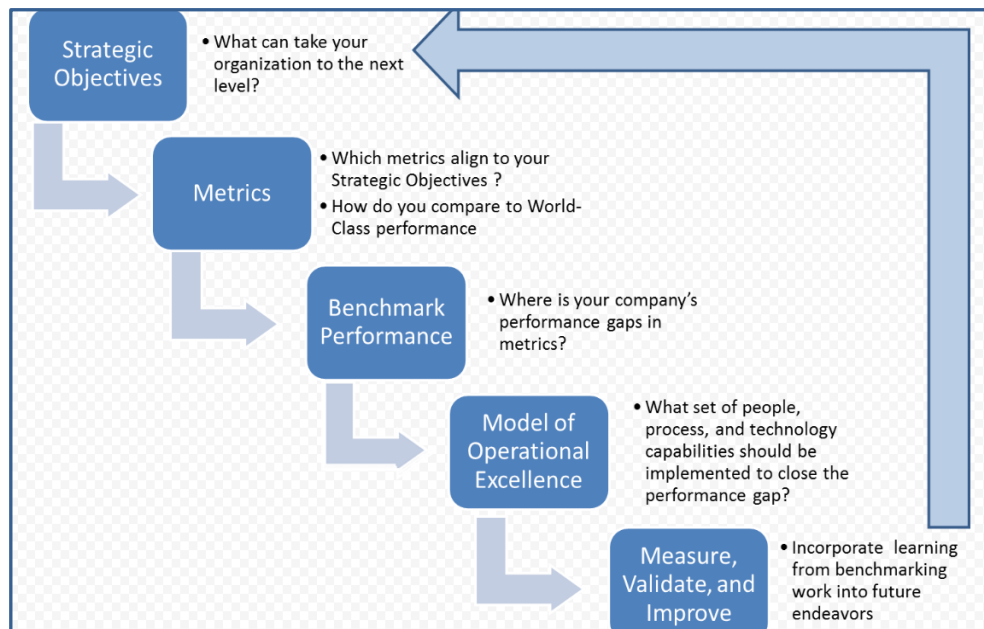 Strategic
Objectives
• What can take your
organization to the next
level?
Metrics
• Which metrics align to your
Strategic Objectives ?
• How do you compare to World-
Class performance
Benchmark
Performance
• Where is your company’s
performance gaps in
metrics?
Model of
Operational
Excellence
• What set of people,
process, and technology
capabilities should be
implemented to close the
performance gap?
Measure,
Validate, and
Improve
• Incorporate learning
from benchmarking
work into future
endeavors